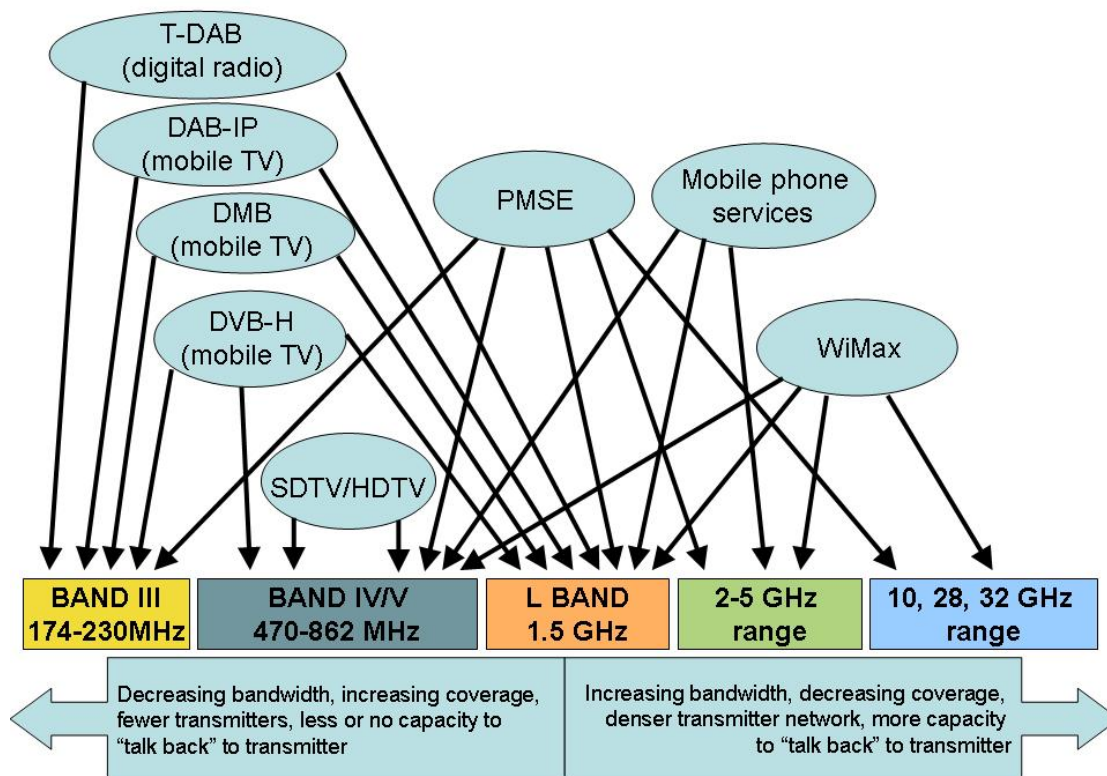 T-DAB
(digital radio)
DAB-IP
(mobile TV)
DMB
(mobile TV)
DVB-H
(mobile TV)
SDTV/HDTV
PMSE
Mobile phone
services
WiMax
BAND III
174-230MHz
BAND IV/V
470-862 MHz
L BAND
1.5 GHz
2-5 GHz
range
10, 28, 32 GHz
range
Decreasing bandwidth, increasing coverage,
fewer transmitters, less or no capacity to
“talk back” to transmitter
Increasing bandwidth, decreasing coverage,
denser transmitter network, more capacity
to “talk back” to transmitter